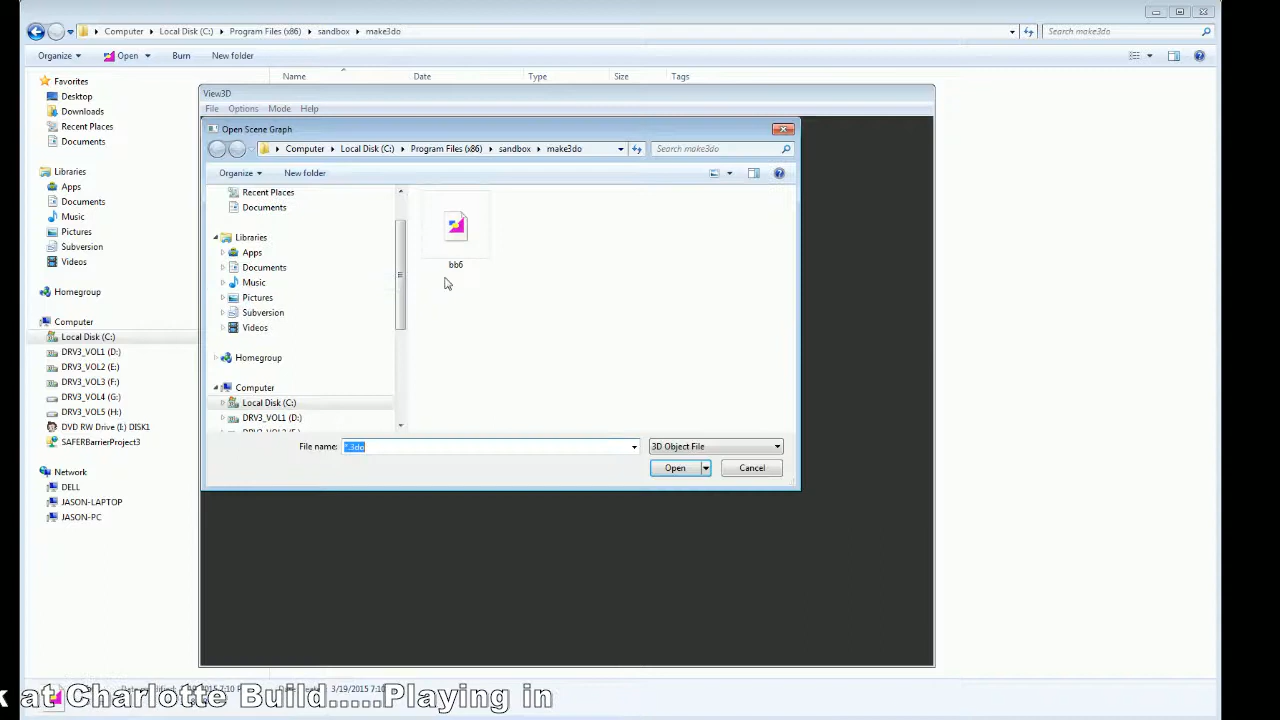 Computer Local Disk (C:) Program Files (x86) sandbox make3do Search make3do
Organize Open Burn New folder
Favorites
Desktop
Downloads
Recent Places
Documents
Libraries
Apps
Documents
Music
Pictures
Subversion
Videos
Homegroup
Computer
Local Disk (C:)
DRV3_VOL1 (D:)
DRV3_VOL2 (E:)
DRV3_VOL3 (F:)
DRV3_VOL4 (G:)
DRV3_VOL5 (H:)
DVD RW Drive (I:) DISK1
SAFERBarrierProject3
Network
DELL
JASON-LAPTOP
JASON-PC
Name Date Type Size Tags
View3D
File Options Mode Help
Open Scene Graph
Computer Local Disk (C:) Program Files (x86) sandbox make3do Search make3do
Organize New folder
Recent Places
Documents
Libraries
Apps
Documents
Music
Pictures
Subversion
Videos
Homegroup
Computer
Local Disk (C:)
DRV3_VOL1 (D:)
bb6
File name: *.3do 3D Object File
Open Cancel
3/19/2015 7:10
k at Charlotte Build.....Playing in